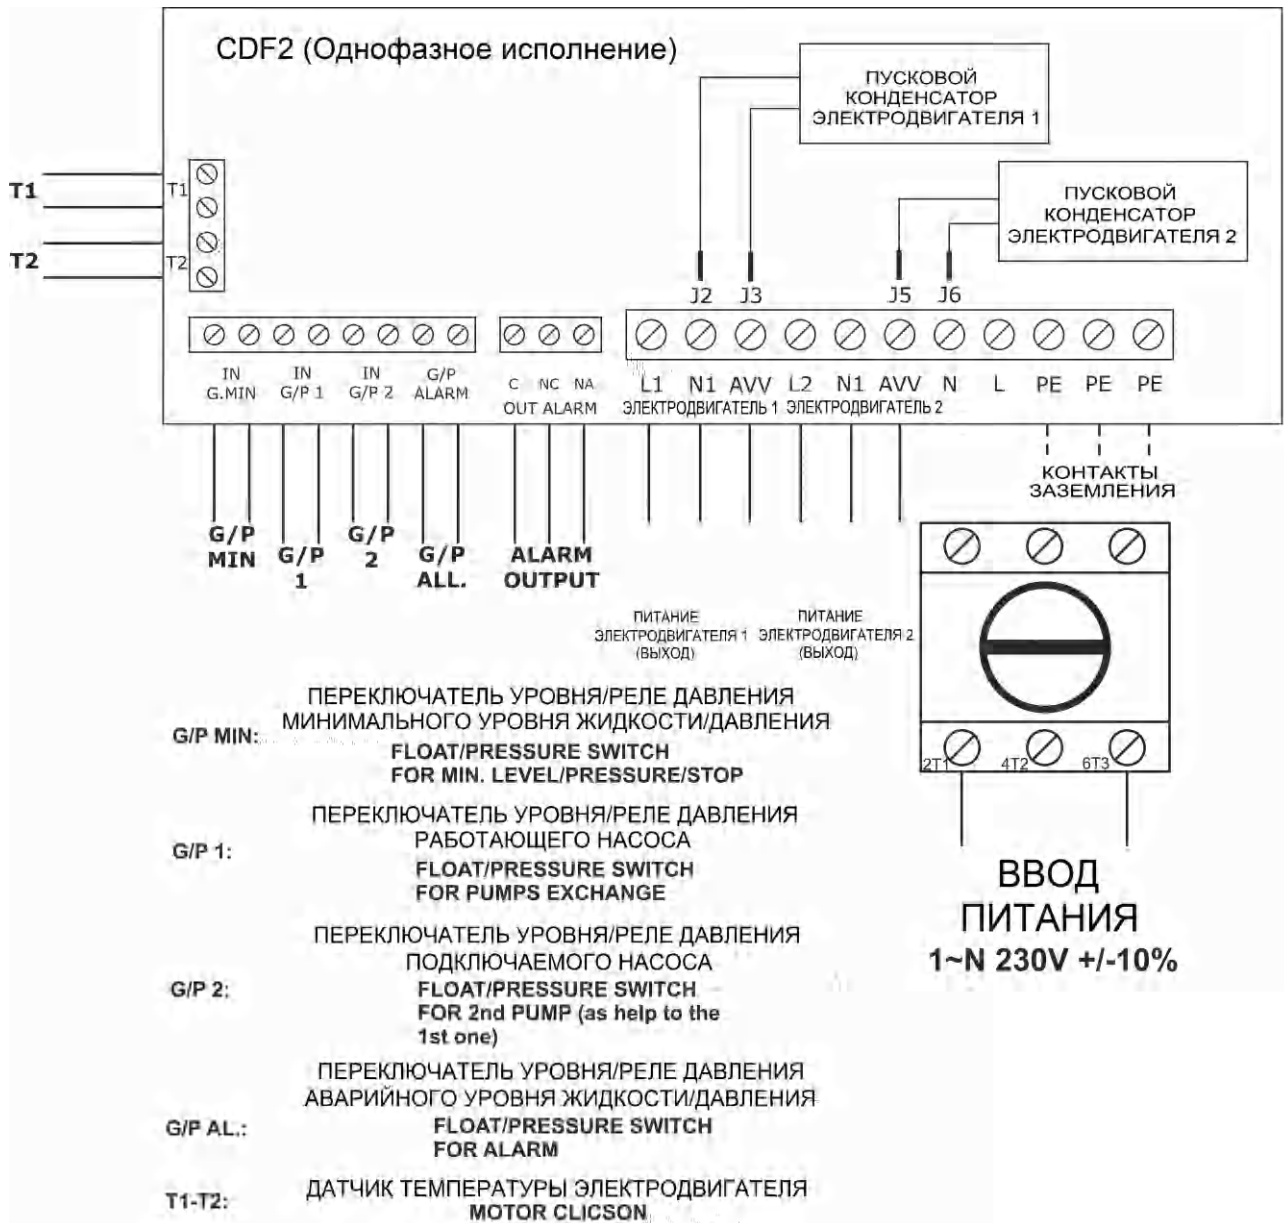 CDF2 (Однофазное исполнение)
ПУСКОВОЙ
КОНДЕНСАТОР
ЭЛЕКТРОДВИГАТЕЛЯ 1
ПУСКОВОЙ
КОНДЕНСАТОР
ЭЛЕКТРОДВИГАТЕЛЯ 2
T1
T1
T2
T2
J2 J3 J5 J6
IN
G.MIN
IN
G/P 1
IN
G/P 2
G/P
ALARM
C NC NA
OUT ALARM
L1 N1 AVV L2 N1 AVV N L PE PE PE
ЭЛЕКТРОДВИГАТЕЛЬ 1 ЭЛЕКТРОДВИГАТЕЛЬ 2
КОНТАКТЫ
ЗАЗЕМЛЕНИЯ
G/P
MIN
G/P
1
G/P
2
G/P
ALL.
ALARM
OUTPUT
ПИТАНИЕ
ЭЛЕКТРОДВИГАТЕЛЯ 1
(ВЫХОД)
ПИТАНИЕ
ЭЛЕКТРОДВИГАТЕЛЯ 2
(ВЫХОД)
2T1 4T2 6T3
ВВОД
ПИТАНИЯ
1~N 230V +/-10%
G/P MIN:
ПЕРЕКЛЮЧАТЕЛЬ УРОВНЯ/РЕЛЕ ДАВЛЕНИЯ
МИНИМАЛЬНОГО УРОВНЯ ЖИДКОСТИ/ДАВЛЕНИЯ
FLOAT/PRESSURE SWITCH
FOR MIN. LEVEL/PRESSURE/STOP
G/P 1:
ПЕРЕКЛЮЧАТЕЛЬ УРОВНЯ/РЕЛЕ ДАВЛЕНИЯ
РАБОТАЮЩЕГО НАСОСА
FLOAT/PRESSURE SWITCH
FOR PUMPS EXCHANGE
G/P 2:
ПЕРЕКЛЮЧАТЕЛЬ УРОВНЯ/РЕЛЕ ДАВЛЕНИЯ
ПОДКЛЮЧАЕМОГО НАСОСА
FLOAT/PRESSURE SWITCH
FOR 2nd PUMP (as help to the
1st one)
G/P AL.:
ПЕРЕКЛЮЧАТЕЛЬ УРОВНЯ/РЕЛЕ ДАВЛЕНИЯ
АВАРИЙНОГО УРОВНЯ ЖИДКОСТИ/ДАВЛЕНИЯ
FLOAT/PRESSURE SWITCH
FOR ALARM
T1-T2:
ДАТЧИК ТЕМПЕРАТУРЫ ЭЛЕКТРОДВИГАТЕЛЯ
MOTOR CLICSON